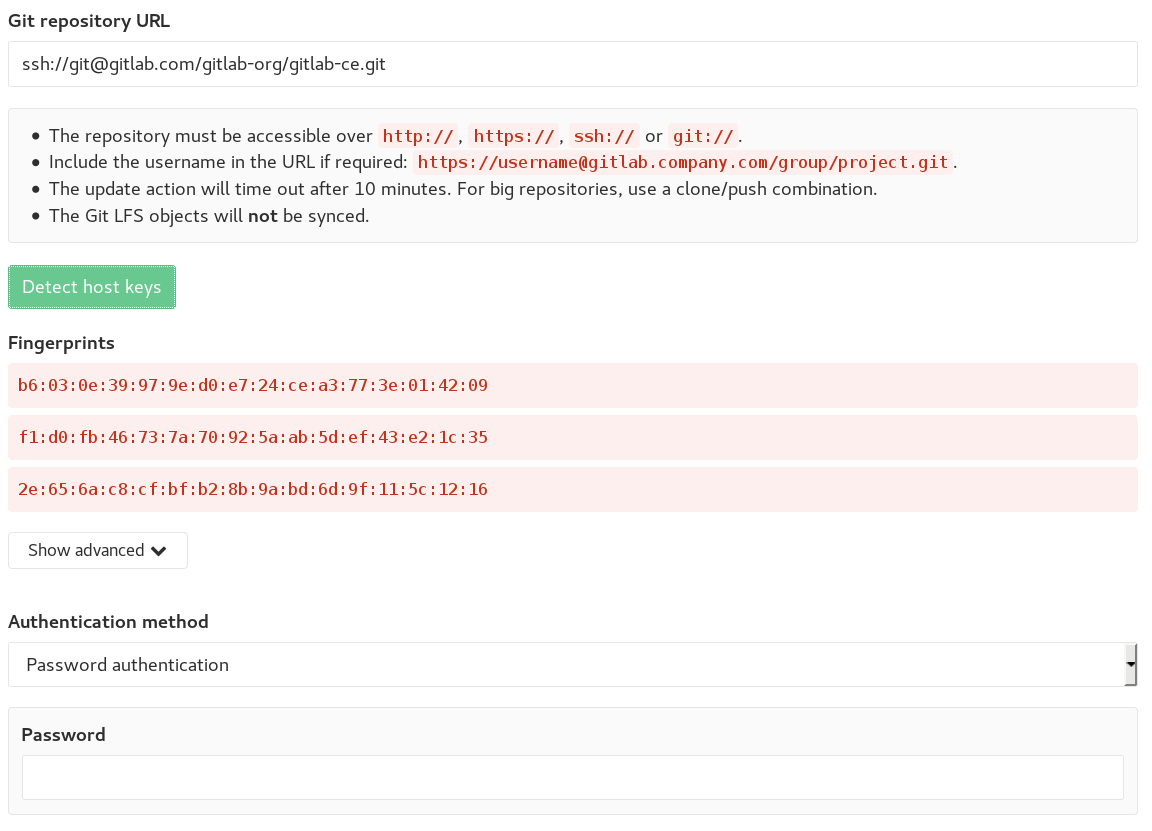 Git repository URL
ssh://git@gitlab.com/gitlab-org/gitlab-ce.git
• The repository must be accessible over http://, https://, ssh:// or git://.
• Include the username in the URL if required: https://username@gitlab.company.com/group/project.git.
• The update action will time out after 10 minutes. For big repositories, use a clone/push combination.
• The Git LFS objects will not be synced.
Detect host keys
Fingerprints
b6:03:0e:39:97:9e:d0:e7:24:ce:a3:77:3e:01:42:09
f1:d0:fb:46:73:7a:70:92:5a:ab:5d:ef:43:e2:1c:35
2e:65:6a:c8:cf:bf:b2:8b:9a:bd:6d:9f:11:5c:12:16
Show advanced
Authentication method
Password authentication
Password